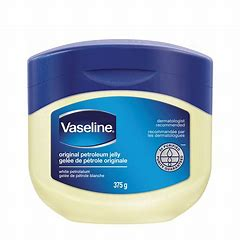 Vaseline.
original petroleum jelly
gelée de pétrole originale
white petrolatum
gelée de pétrole blanche
375 g
dermatologist
recommended
recommandée par
les dermatologues